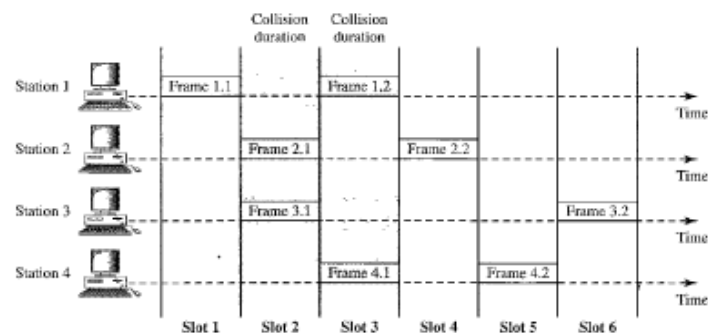 Collision duration
Collision duration
Station 1
Frame 1.1
Frame 1.2
Time
Station 2
Frame 2.1
Frame 2.2
Time
Station 3
Frame 3.1
Frame 3.2
Time
Station 4
Frame 4.1
Frame 4.2
Time
Slot 1
Slot 2
Slot 3
Slot 4
Slot 5
Slot 6